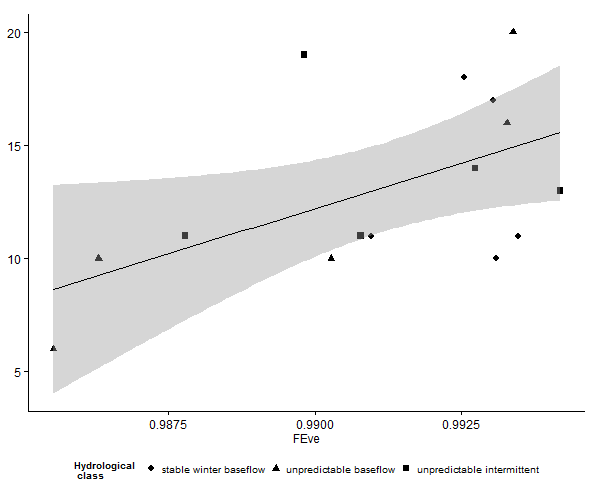 20
15
10
5
0.9875 0.9900 0.9925
FEve
Hydrological
class
stable winter baseflow unpredictable baseflow unpredictable intermittent